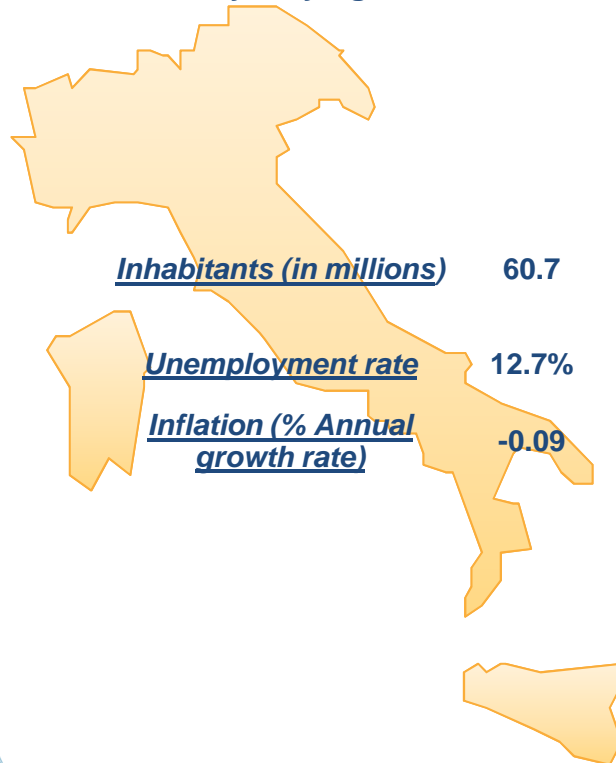 Inhabitants (in millions) 60.7
Unemployment rate 12.7%
Inflation (% Annual
growth rate) -0.09